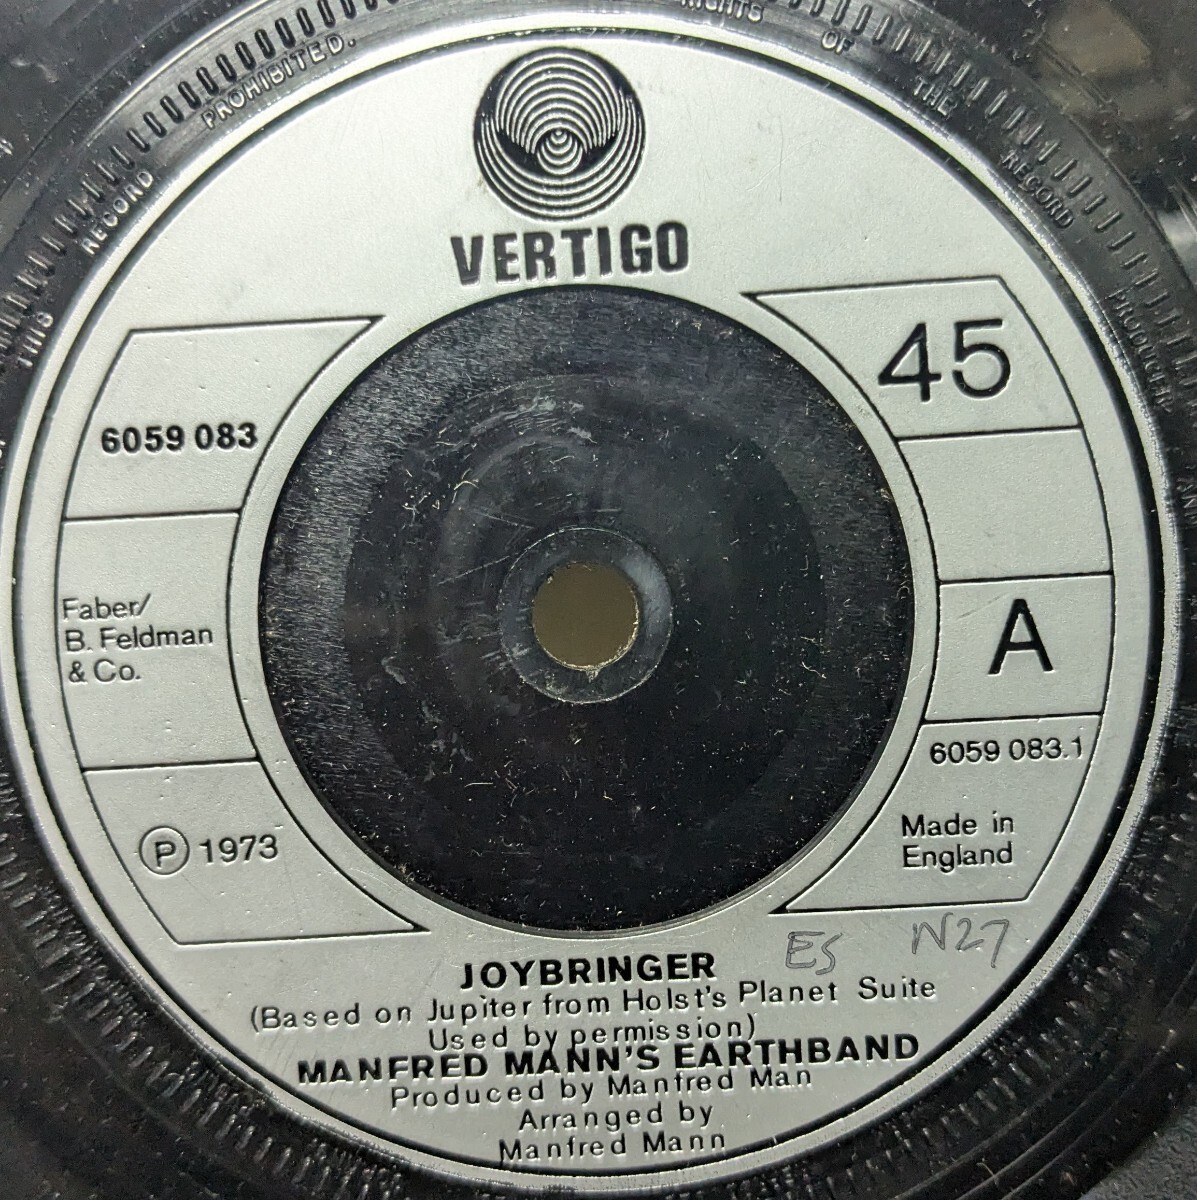 PROHIBITED.
RIGHTS
OF
THE
RECORD
THIS
RECORD
PRODUCER
VERTIGO
45
6059 083
Faber/
B. Feldman
& Co.
A
6059 083.1
Ⓟ 1973
Made in
England
ES N27
JOYBRINGER
(Based on Jupiter from Holst's Planet Suite
Used by permission)
MANFRED MANN'S EARTHBAND
Produced by Manfred Man
Arranged by
Manfred Mann